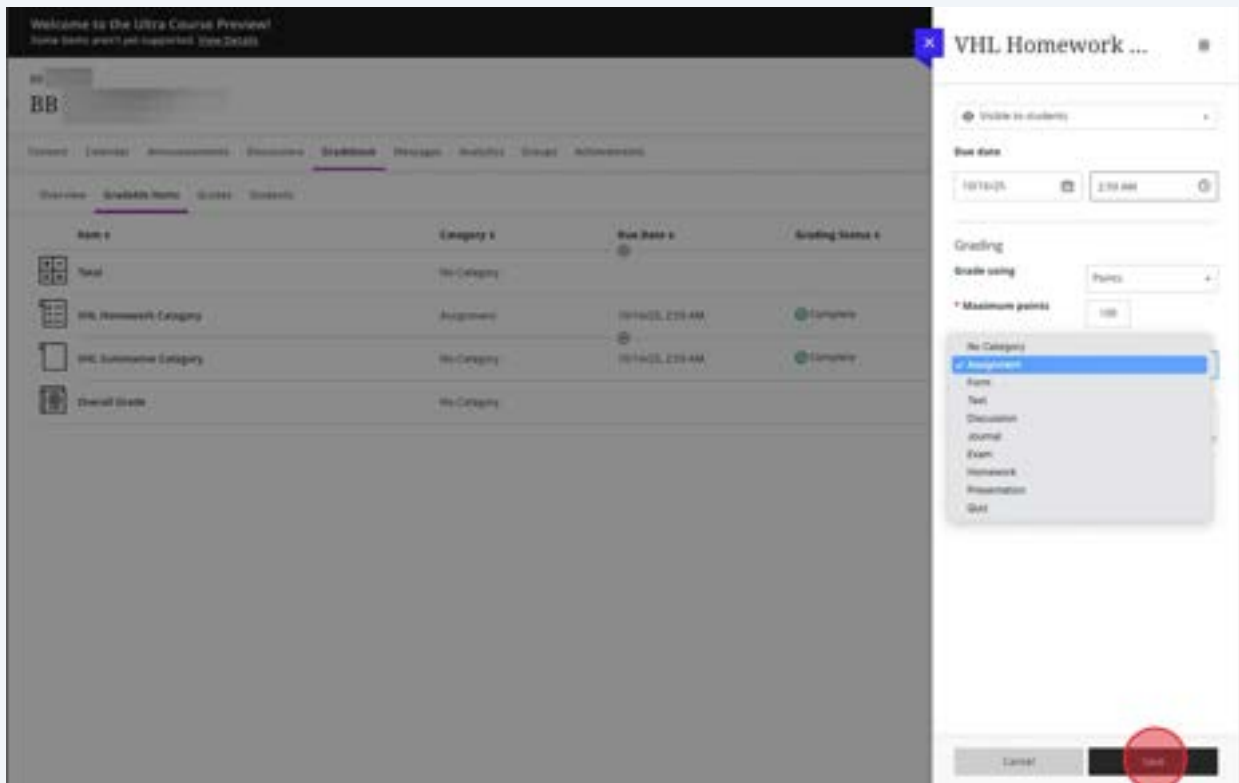 Welcome to the Ultra Course Preview!
Some items aren't yet supported. View Details
BB
BB
Content Calendar Announcements Discussions Gradebook Messages Analytics Groups Achievements
Overview Gradable Items Grades Students
Item Category Due Date Grading Status
Total No Category
VHL Homework Category Assignment 10/14/25, 2:59 AM Complete
VHL Summative Category No Category 10/14/25, 2:59 AM Complete
Overall Grade No Category
VHL Homework ...
Visible to students
Due date
10/14/25 2:59 AM
Grading
Grade using Points
* Maximum points 100
No Category
Assignment
Form
Test
Discussion
Journal
Exam
Homework
Presentation
Quiz
Cancel Save